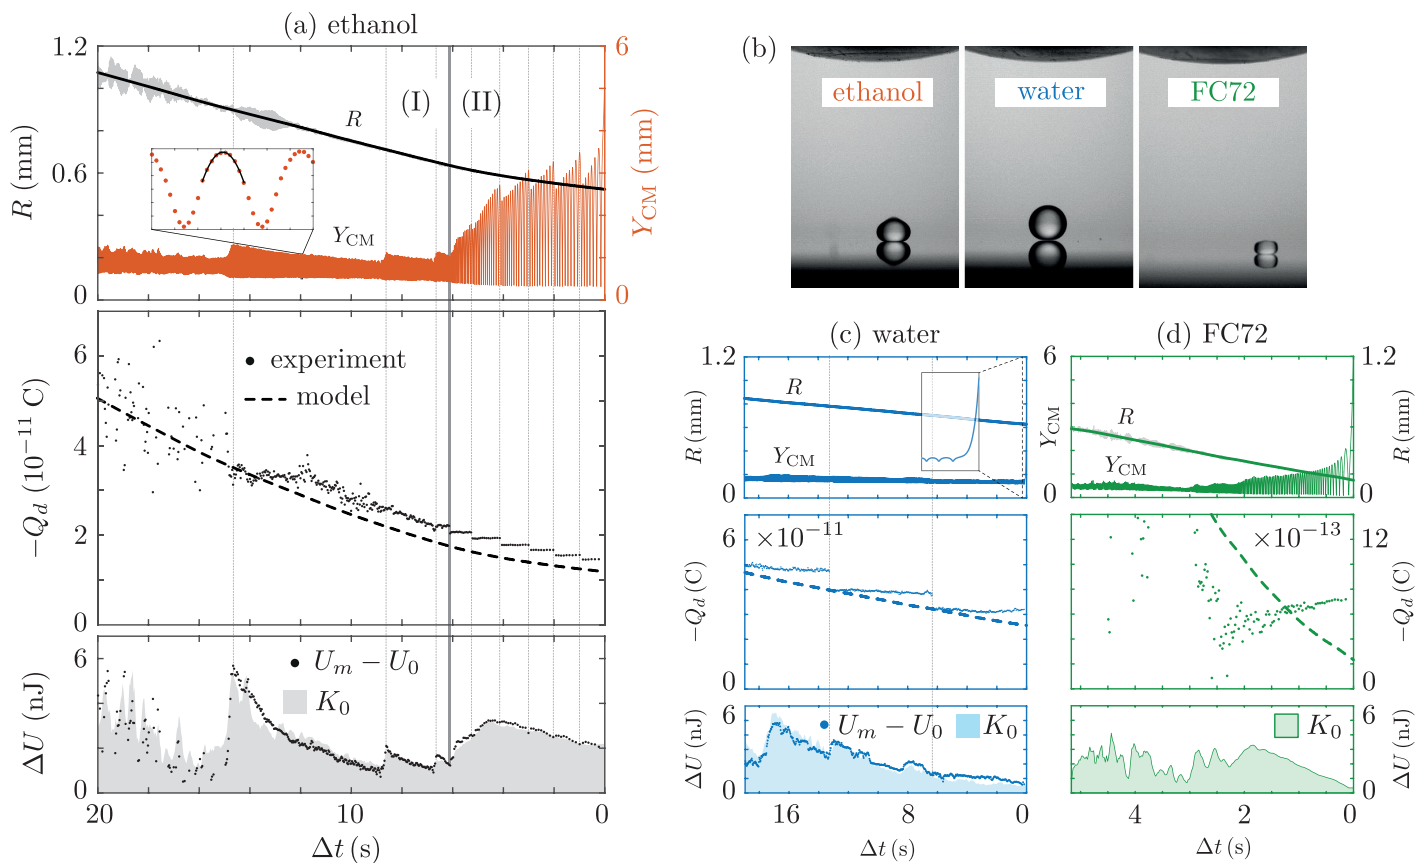 (a) ethanol
1.2
0.6
0
R (mm)
6
0
Y_CM (mm)
R
(I)
(II)
Y_CM
6
4
2
0
−Q_d (10⁻¹¹ C)
experiment
model
6
0
ΔU (nJ)
U_m − U_0
K_0
20
10
0
Δt (s)
(b)
ethanol
water
FC72
(c) water
1.2
0
R (mm)
R
Y_CM
6
0
−Q_d (C)
×10⁻¹¹
6
0
ΔU (nJ)
U_m − U_0
K_0
16
8
0
Δt (s)
(d) FC72
6
0
Y_CM (mm)
1.2
0
R (mm)
R
Y_CM
×10⁻¹³
12
0
−Q_d (C)
K_0
6
0
ΔU (nJ)
4
2
0
Δt (s)